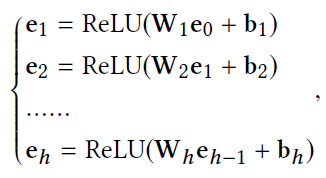 e₁ = ReLU(W₁e₀ + b₁)
e₂ = ReLU(W₂e₁ + b₂)
......
eₕ = ReLU(Wₕeₕ₋₁ + bₕ) ,